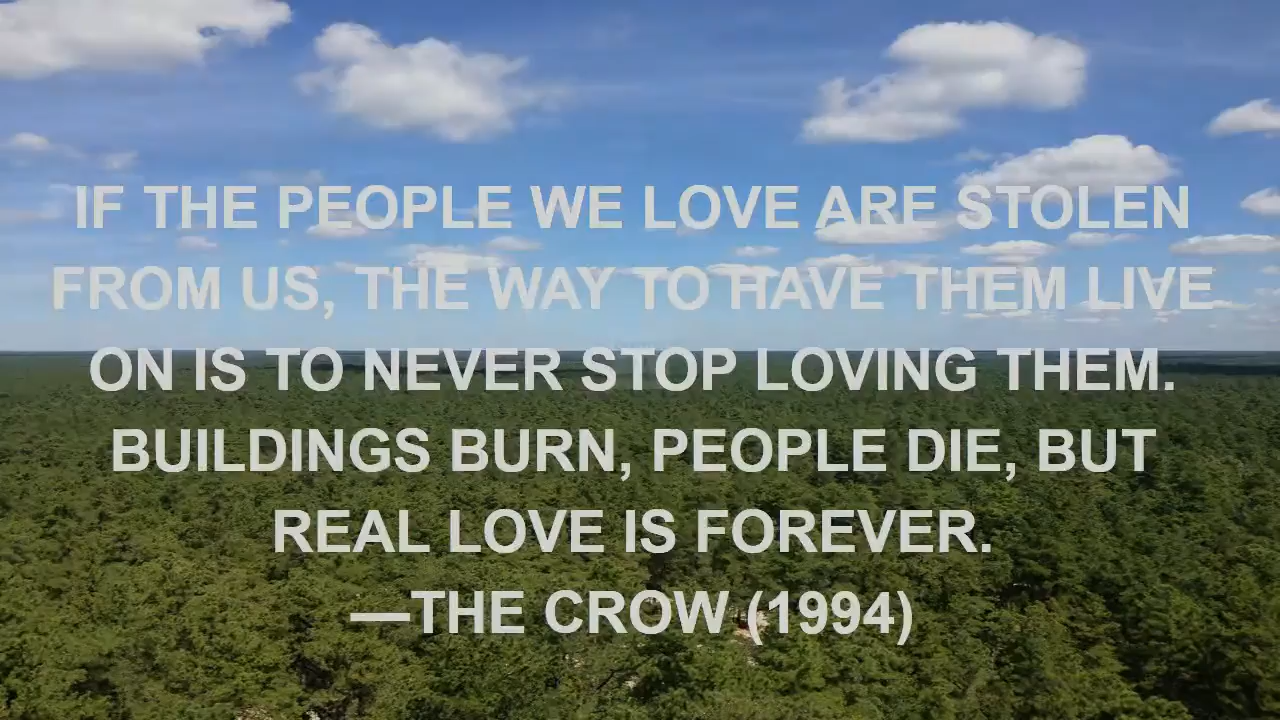 IF THE PEOPLE WE LOVE ARE STOLEN
FROM US, THE WAY TO HAVE THEM LIVE
ON IS TO NEVER STOP LOVING THEM.
BUILDINGS BURN, PEOPLE DIE, BUT
REAL LOVE IS FOREVER.
—THE CROW (1994)